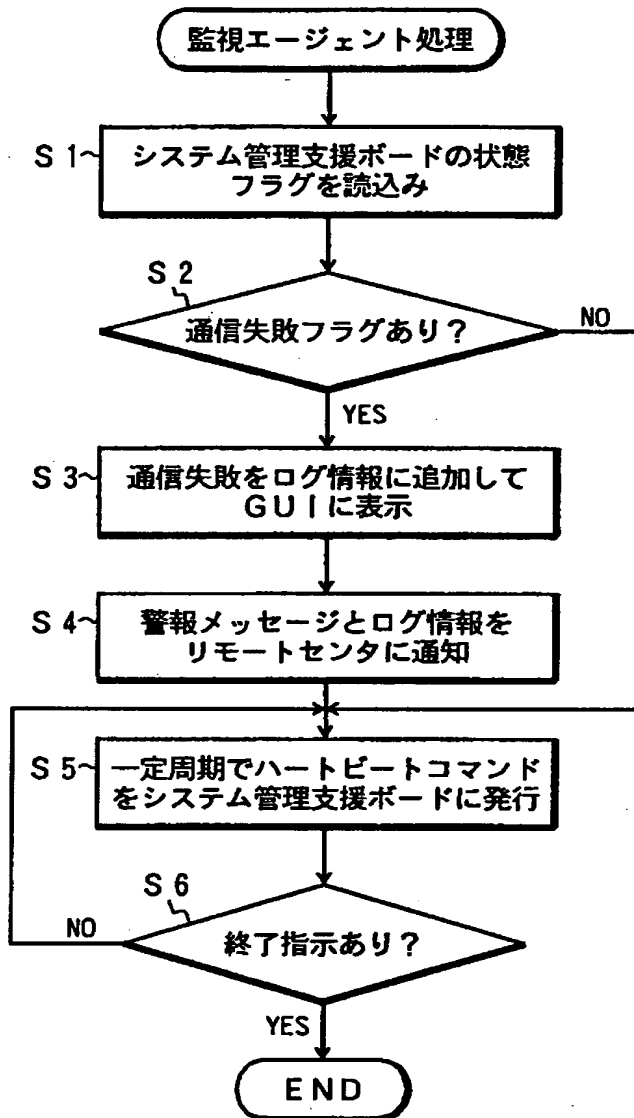 監視エージェント処理
S1
システム管理支援ボードの状態
フラグを読込み
S2
通信失敗フラグあり?
NO
YES
S3
通信失敗をログ情報に追加して
GUIに表示
S4
警報メッセージとログ情報を
リモートセンタに通知
S5
一定周期でハートビートコマンド
をシステム管理支援ボードに発行
S6
NO
終了指示あり?
YES
END